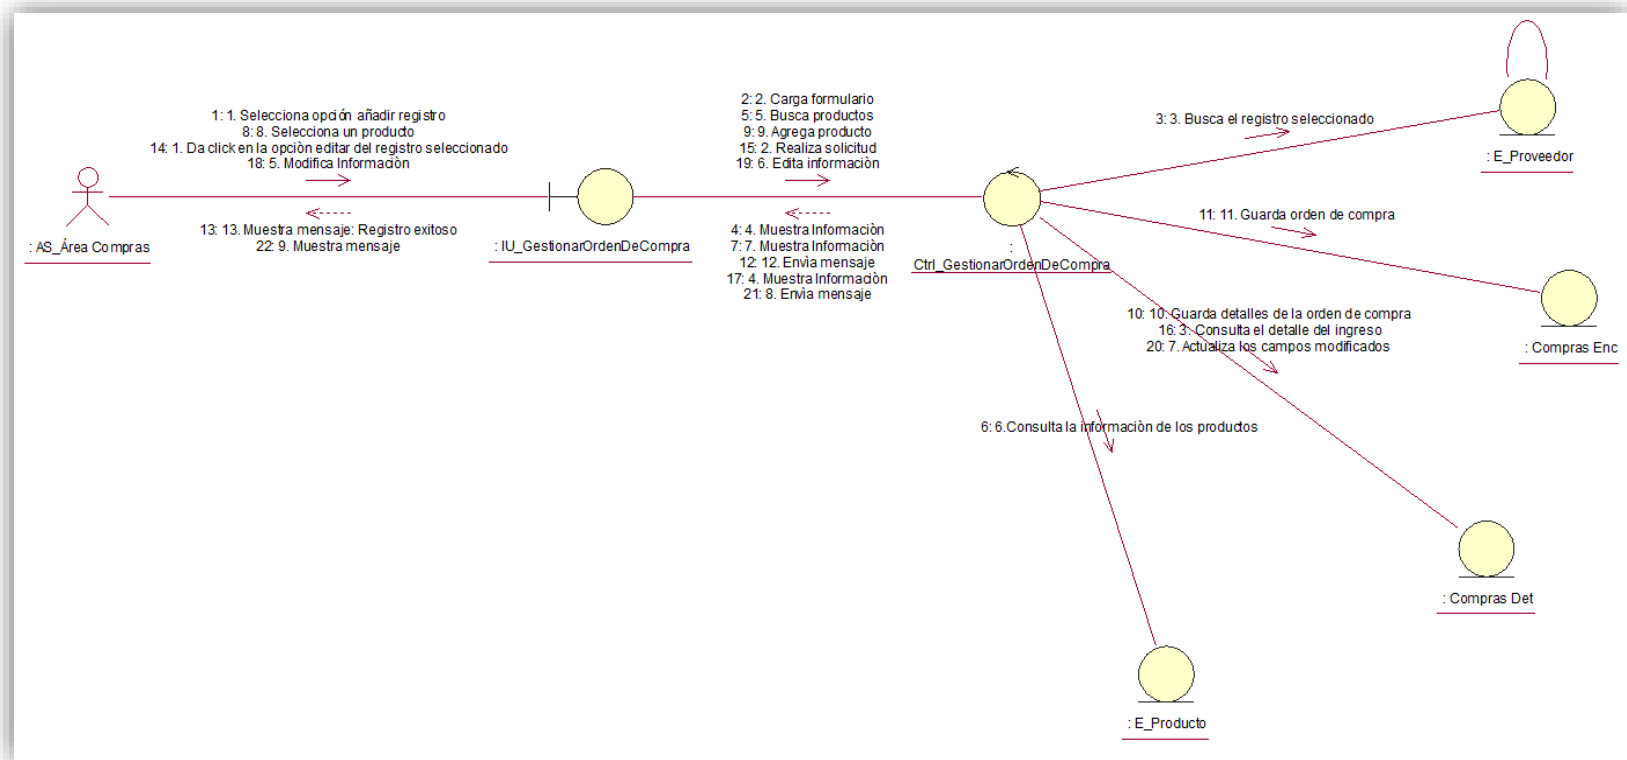 1: 1. Selecciona opción añadir registro
8: 8. Selecciona un producto
14: 1. Da click en la opciòn editar del registro seleccionado
18: 5. Modifica Informaciòn
13: 13. Muestra mensaje: Registro exitoso
22: 9. Muestra mensaje
: AS_Área Compras
: IU_GestionarOrdenDeCompra
2: 2. Carga formulario
5: 5. Busca productos
9: 9. Agrega producto
15: 2. Realiza solicitud
19: 6. Edita informaciòn
4: 4. Muestra Informaciòn
7: 7. Muestra Informaciòn
12: 12. Envìa mensaje
17: 4. Muestra Informaciòn
21: 8. Envìa mensaje
:
Ctrl_GestionarOrdenDeCompra
3: 3. Busca el registro seleccionado
: E_Proveedor
11: 11. Guarda orden de compra
: Compras Enc
10: 10. Guarda detalles de la orden de compra
16: 3. Consulta el detalle del ingreso
20: 7. Actualiza los campos modificados
: Compras Det
6: 6.Consulta la informaciòn de los productos
: E_Producto